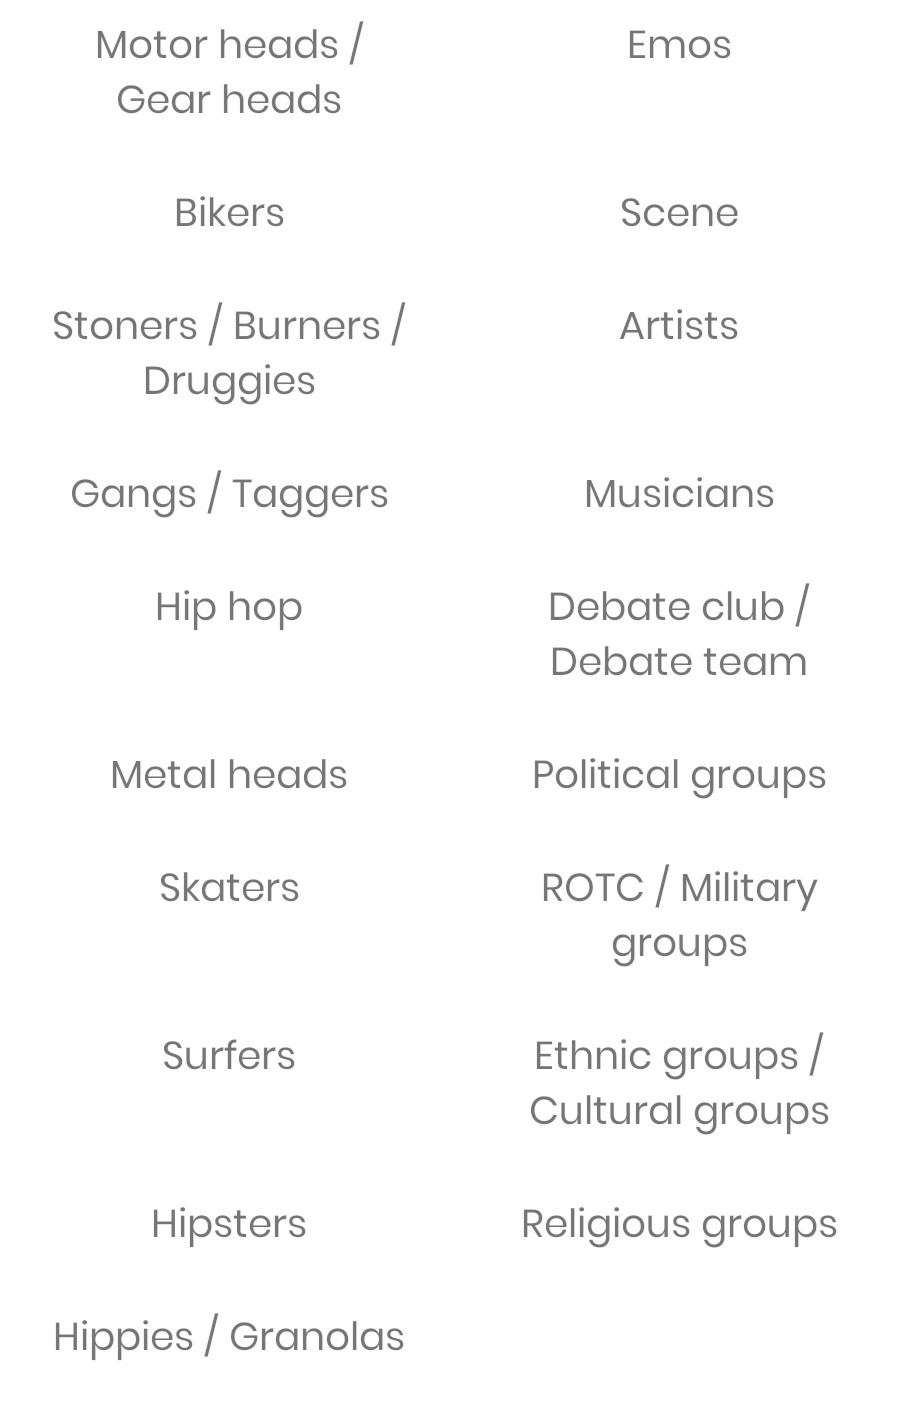 Motor heads /
Gear heads
Emos
Bikers
Scene
Stoners / Burners /
Druggies
Artists
Gangs / Taggers
Musicians
Hip hop
Debate club /
Debate team
Metal heads
Political groups
Skaters
ROTC / Military
groups
Surfers
Ethnic groups /
Cultural groups
Hipsters
Religious groups
Hippies / Granolas